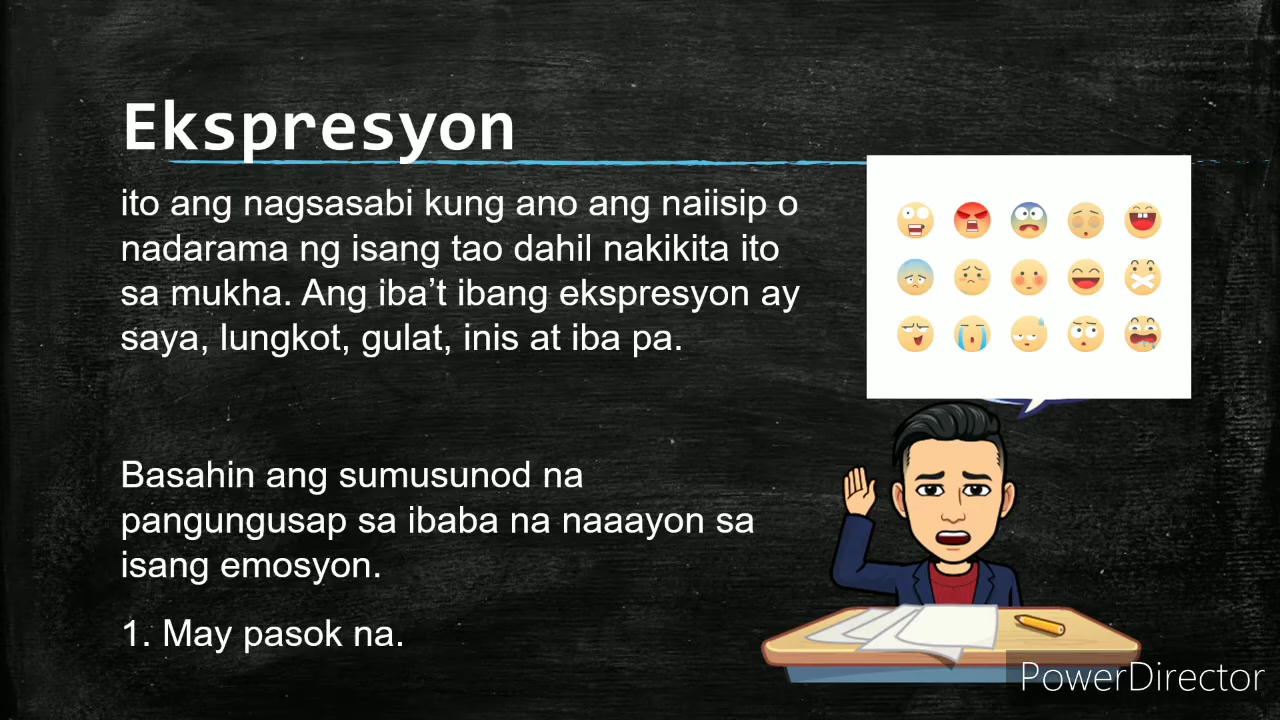 Ekspresyon
ito ang nagsasabi kung ano ang naiisip o
nadarama ng isang tao dahil nakikita ito
sa mukha. Ang iba’t ibang ekspresyon ay
saya, lungkot, gulat, inis at iba pa.
Basahin ang sumusunod na
pangungusap sa ibaba na naaayon sa
isang emosyon.
1. May pasok na.
PowerDirector